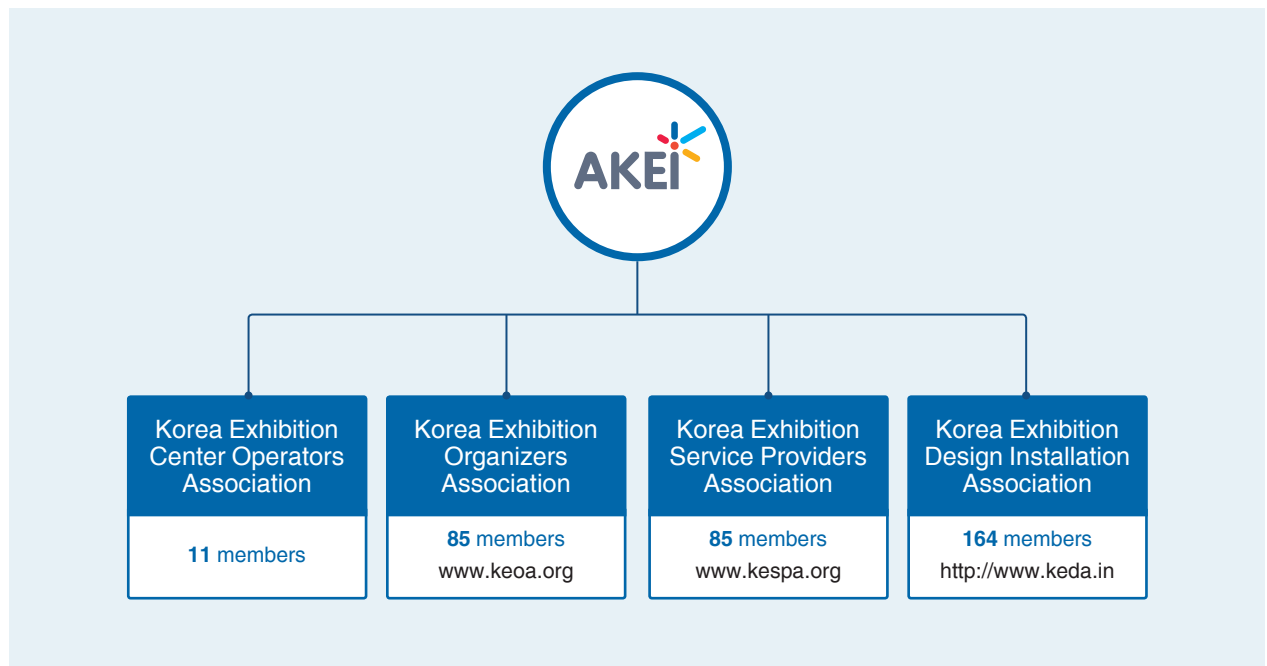 AKEI
Korea Exhibition
Center Operators
Association
11 members
Korea Exhibition
Organizers
Association
85 members
www.keoa.org
Korea Exhibition
Service Providers
Association
85 members
www.kespa.org
Korea Exhibition
Design Installation
Association
164 members
http://www.keda.in